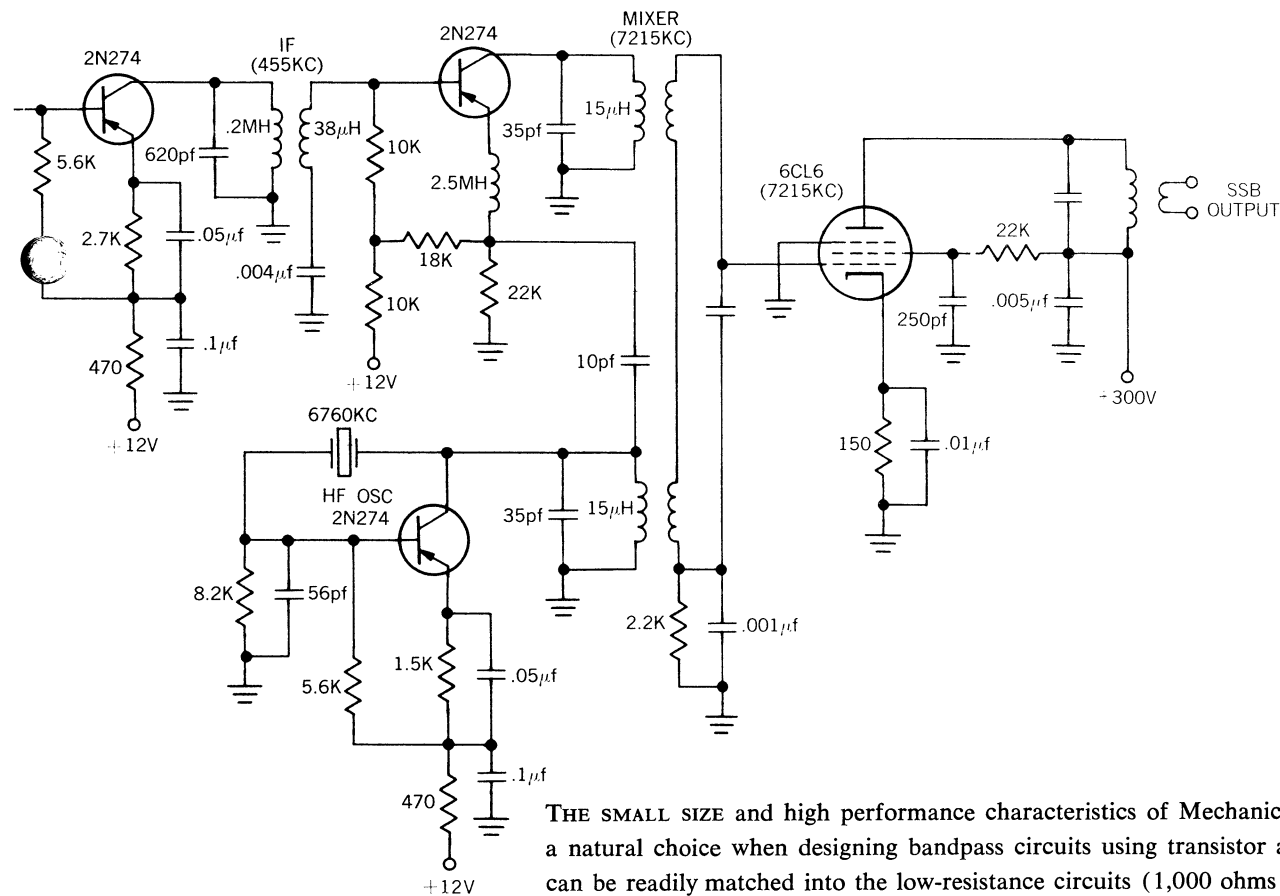 MIXER
(7215KC)
2N274
IF
(455KC)
2N274
.2MH
38μH
620pf
5.6K
10K
35pf
15μH
2.5MH
6CL6
(7215KC)
SSB
OUTPUT
2.7K
.05μf
18K
22K
.004μf
10K
22K
250pf
.005μf
470
.1μf
+12V
10pf
300V
+12V
6760KC
150
.01μf
HF OSC
2N274
35pf
15μH
8.2K
56pf
2.2K
.001μf
1.5K
.05μf
5.6K
470
.1μf
+12V
THE SMALL SIZE and high performance characteristics of Mechanic
a natural choice when designing bandpass circuits using transistor a
can be readily matched into the low-resistance circuits (1,000 ohms